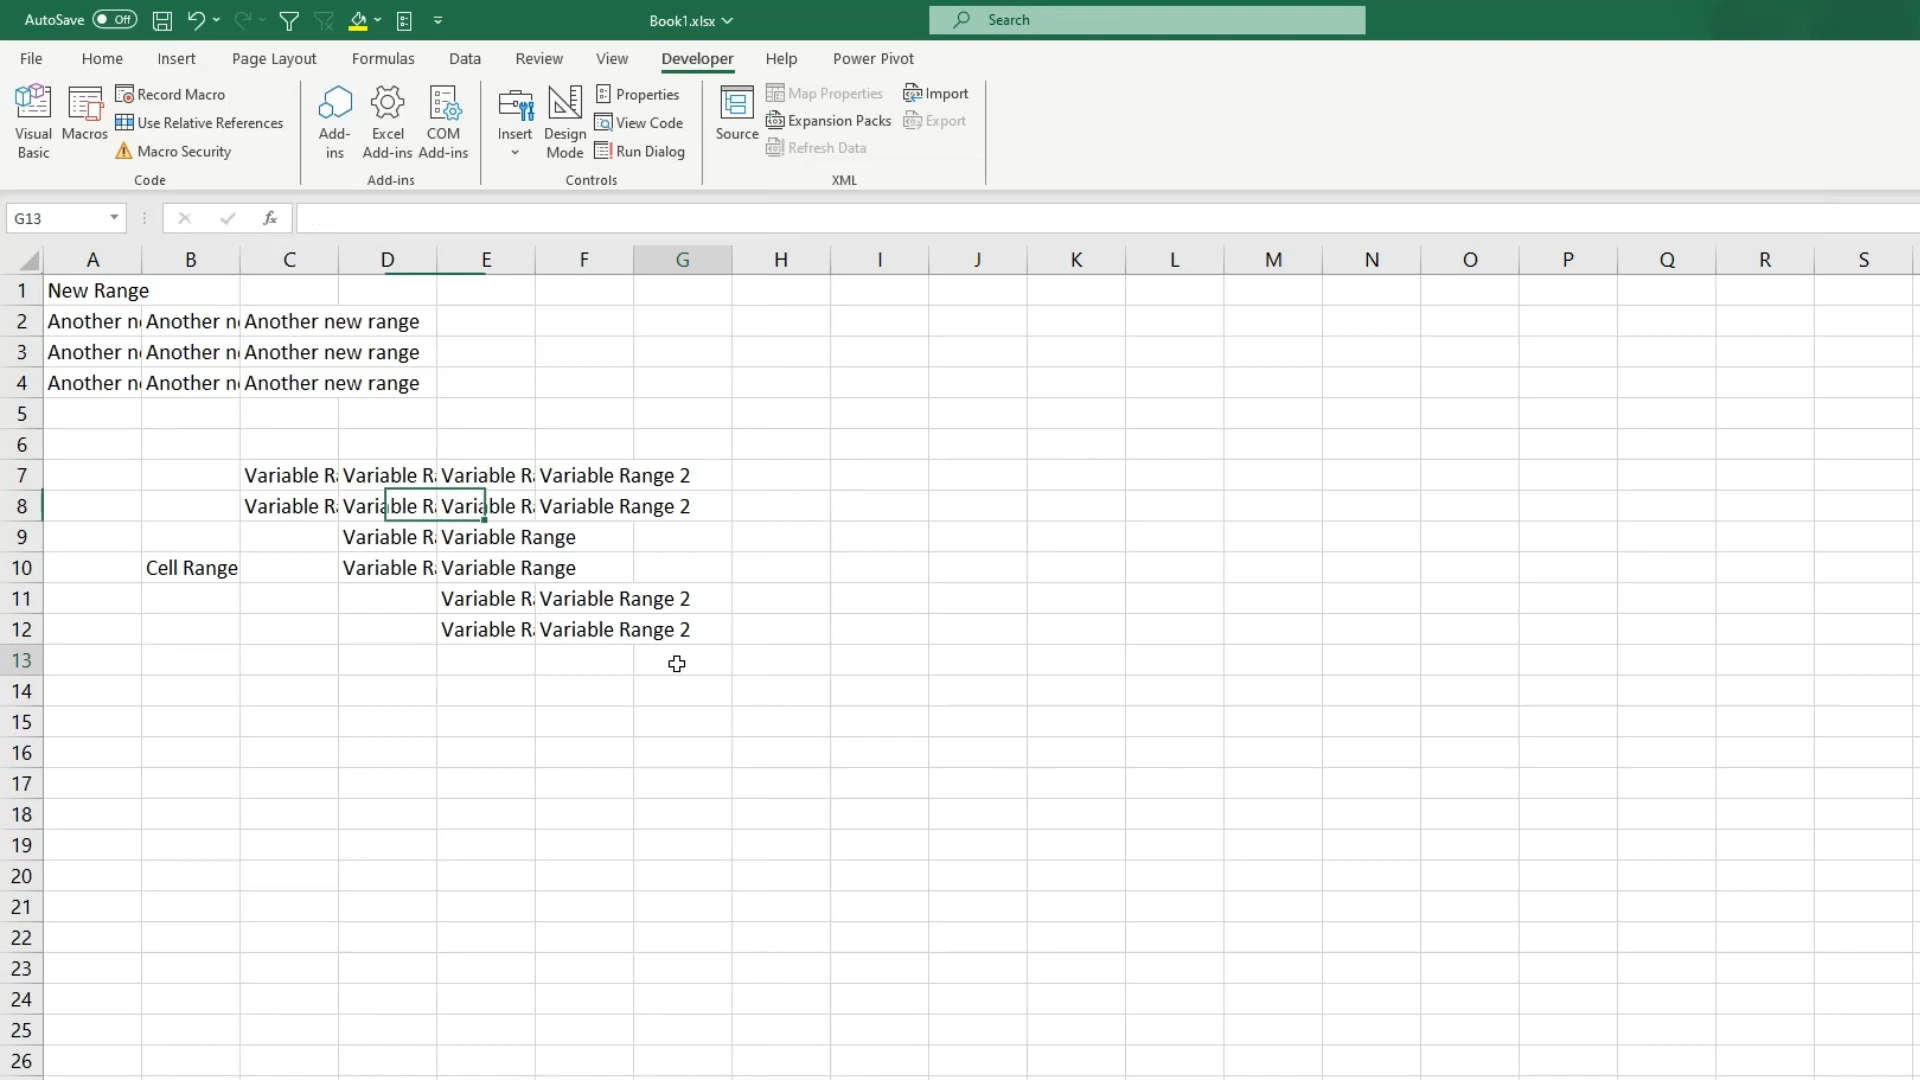 AutoSave Off Book1.xlsx Search
File Home Insert Page Layout Formulas Data Review View Developer Help Power Pivot
Visual Basic
Macros
Record Macro
Use Relative References
Macro Security
Code
Add-ins
Excel Add-ins
COM Add-ins
Add-ins
Insert
Design Mode
Properties
View Code
Run Dialog
Controls
Source
Map Properties
Expansion Packs
Refresh Data
Import
Export
XML
G13 fx
A B C D E F G H I J K L M N O P Q R S
1 New Range
2 Another n Another n Another new range
3 Another n Another n Another new range
4 Another n Another n Another new range
5
6
7 Variable R Variable R Variable R Variable Range 2
8 Variable R Variable R Variable R Variable Range 2
9 Variable R Variable Range
10 Cell Range Variable R Variable Range
11 Variable R Variable Range 2
12 Variable R Variable Range 2
13
14
15
16
17
18
19
20
21
22
23
24
25
26